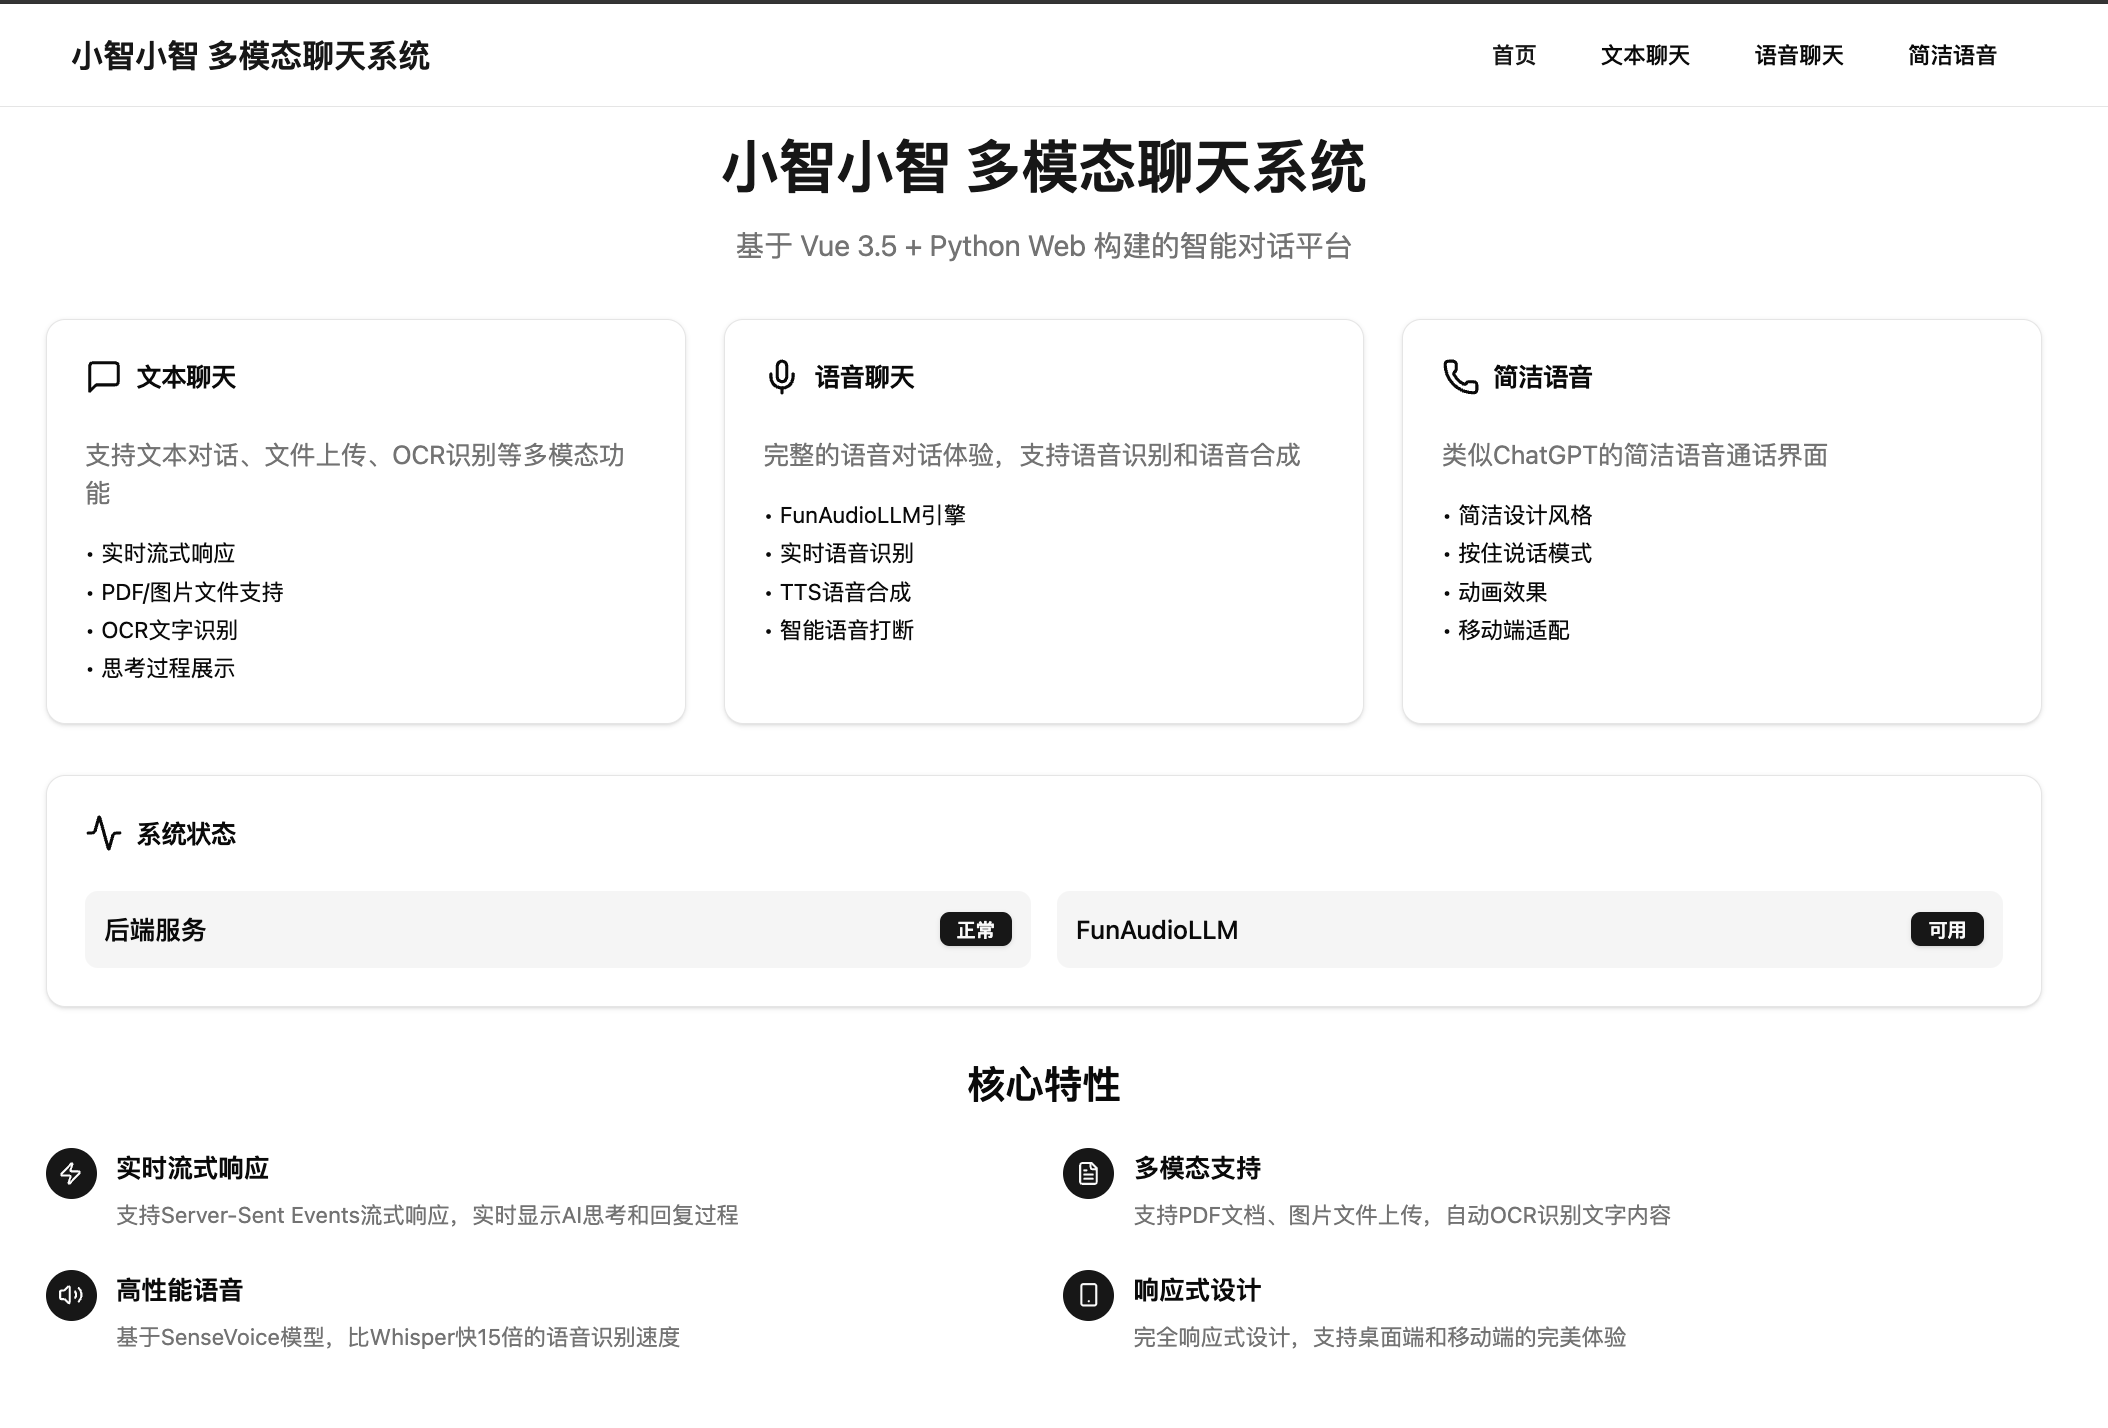 小智小智 多模态聊天系统
首页 文本聊天 语音聊天 简洁语音
小智小智 多模态聊天系统
基于 Vue 3.5 + Python Web 构建的智能对话平台
文本聊天
支持文本对话、文件上传、OCR识别等多模态功
能
• 实时流式响应
• PDF/图片文件支持
• OCR文字识别
• 思考过程展示
语音聊天
完整的语音对话体验，支持语音识别和语音合成
• FunAudioLLM引擎
• 实时语音识别
• TTS语音合成
• 智能语音打断
简洁语音
类似ChatGPT的简洁语音通话界面
• 简洁设计风格
• 按住说话模式
• 动画效果
• 移动端适配
系统状态
后端服务 正常
FunAudioLLM 可用
核心特性
实时流式响应
支持Server-Sent Events流式响应，实时显示AI思考和回复过程
多模态支持
支持PDF文档、图片文件上传，自动OCR识别文字内容
高性能语音
基于SenseVoice模型，比Whisper快15倍的语音识别速度
响应式设计
完全响应式设计，支持桌面端和移动端的完美体验